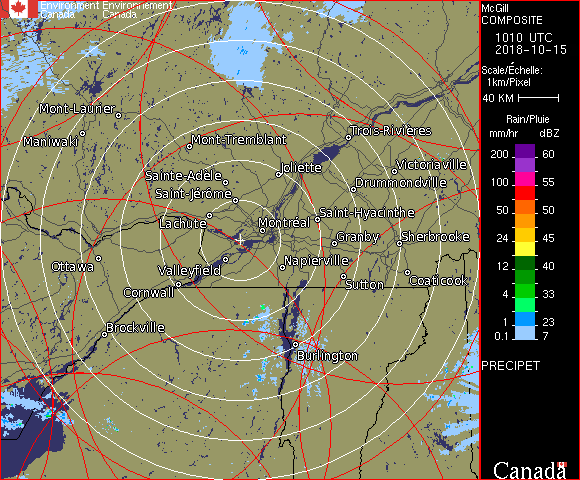 Environment Environnement
Canada Canada
McGill
COMPOSITE
1010 UTC
2018-10-15
Scale/Échelle:
1km/Pixel
40 KM
Rain/Pluie
mm/hr dBZ
200 60
100 55
50 50
24 45
12 40
4 33
1 23
0.1 7
PRECIPET
Mont-Laurier
Maniwaki
Mont-Tremblant
Trois-Rivières
Joliette
Victoriaville
Sainte-Adèle
Saint-Jérôme
Drummondville
Lachute
Montréal
Saint-Hyacinthe
Granby
Sherbrooke
Ottawa
Valleyfield
Napierville
Cornwall
Sutton
Coaticook
Brockville
Burlington
Canada